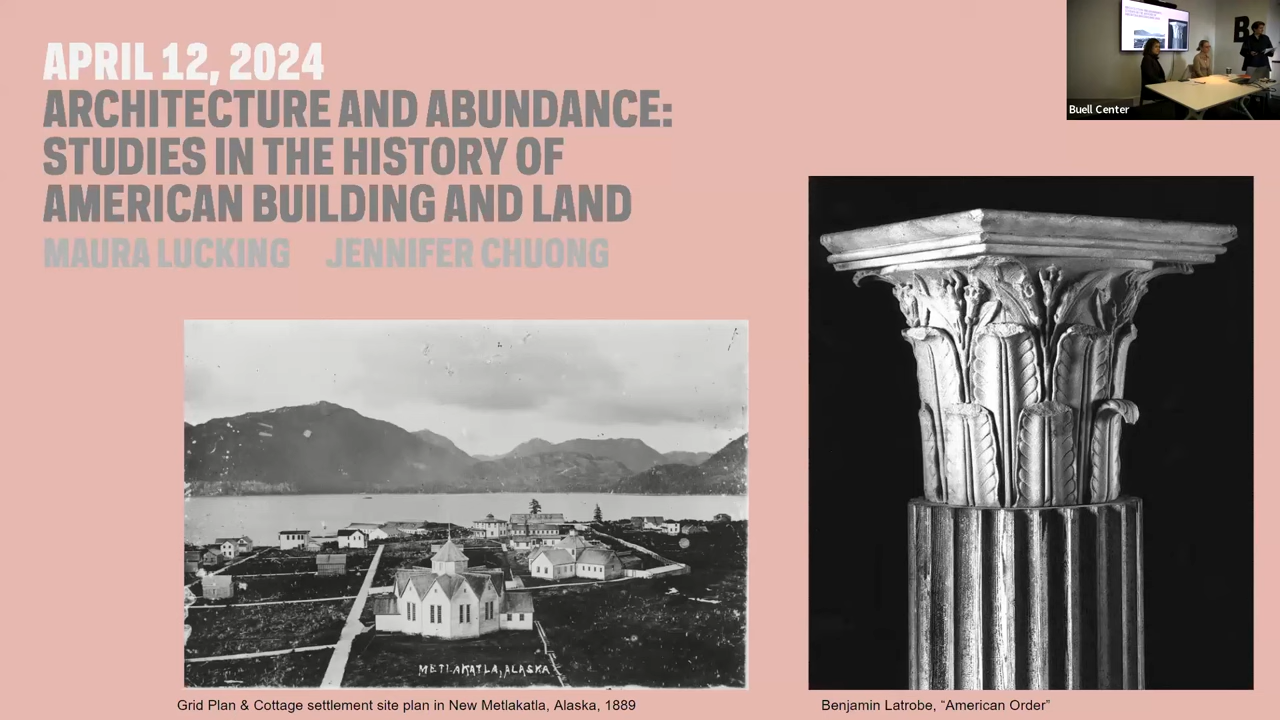 APRIL 12, 2024
ARCHITECTURE AND ABUNDANCE:
STUDIES IN THE HISTORY OF
AMERICAN BUILDING AND LAND
MAURA LUCKING JENNIFER CHUONG
Buell Center
METLAKATLA, ALASKA
Grid Plan & Cottage settlement site plan in New Metlakatla, Alaska, 1889
Benjamin Latrobe, “American Order”